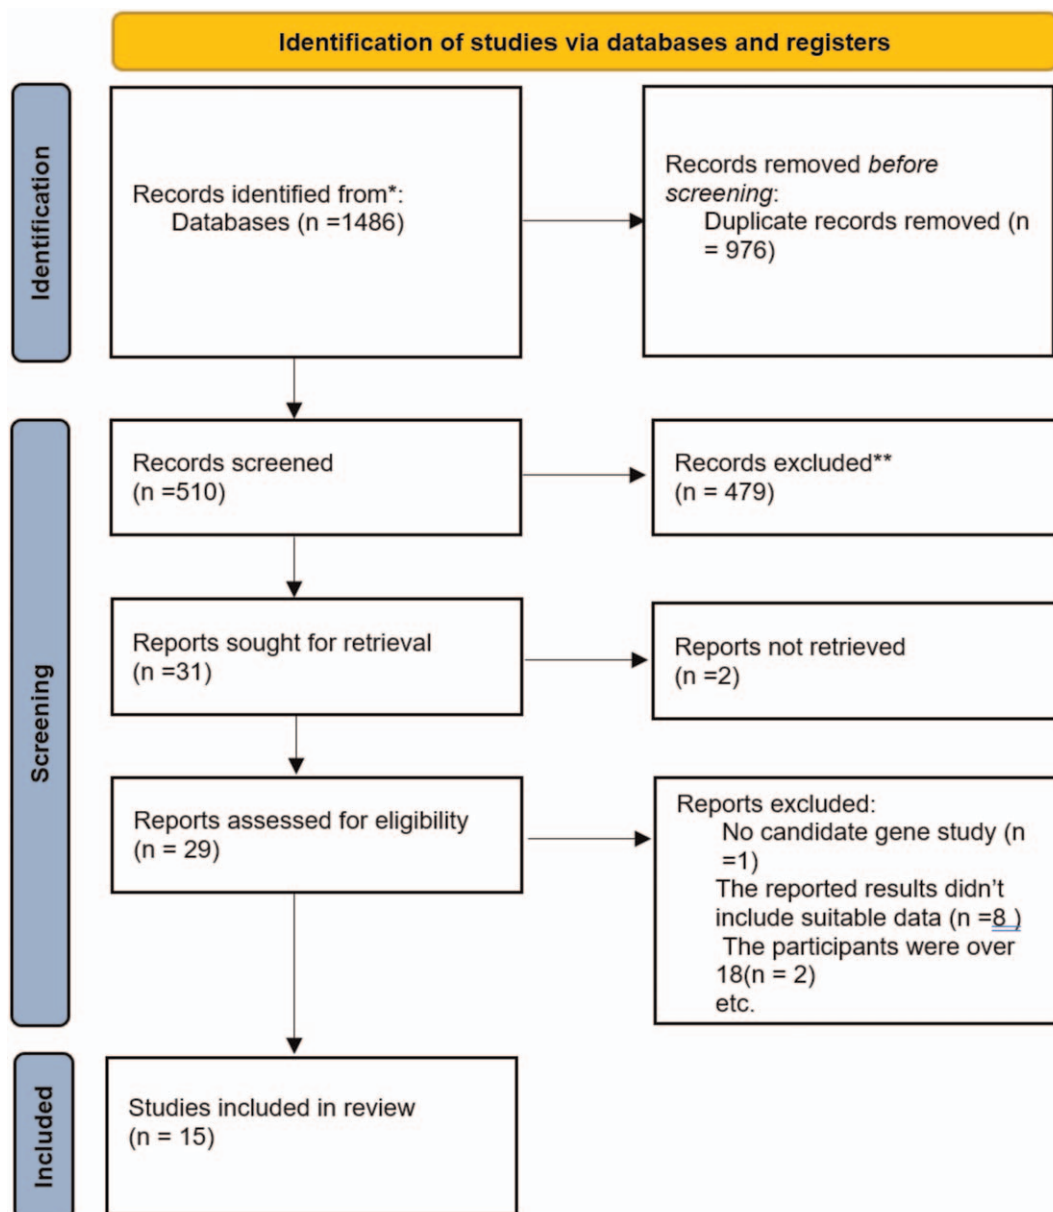 Identification of studies via databases and registers
Identification
Records identified from*:
Databases (n =1486)
Records removed before
screening:
Duplicate records removed (n
= 976)
Screening
Records screened
(n =510)
Records excluded**
(n = 479)
Reports sought for retrieval
(n =31)
Reports not retrieved
(n =2)
Reports assessed for eligibility
(n = 29)
Reports excluded:
No candidate gene study (n
=1)
The reported results didn’t
include suitable data (n =8 )
The participants were over
18(n = 2)
etc.
Included
Studies included in review
(n = 15)